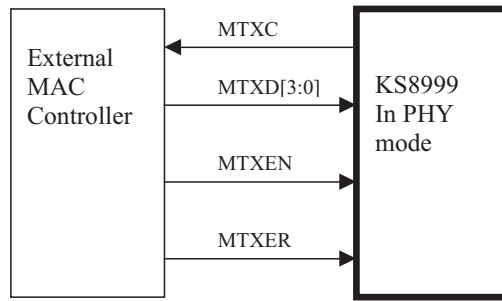 External
MAC
Controller
MTXC
MTXD[3:0]
MTXEN
MTXER
KS8999
In PHY
mode